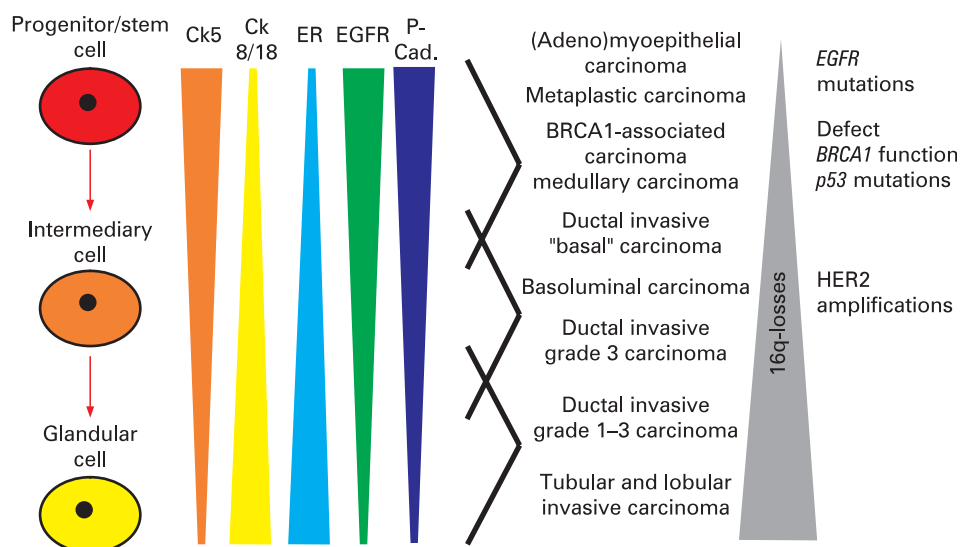 Progenitor/stem
cell
Ck5
Ck
8/18
ER
EGFR
P-
Cad.
Intermediary
cell
Glandular
cell
(Adeno)myoepithelial
carcinoma
Metaplastic carcinoma
BRCA1-associated
carcinoma
medullary carcinoma
Ductal invasive
"basal" carcinoma
Basoluminal carcinoma
Ductal invasive
grade 3 carcinoma
Ductal invasive
grade 1–3 carcinoma
Tubular and lobular
invasive carcinoma
16q-losses
EGFR
mutations
Defect
BRCA1 function
p53 mutations
HER2
amplifications